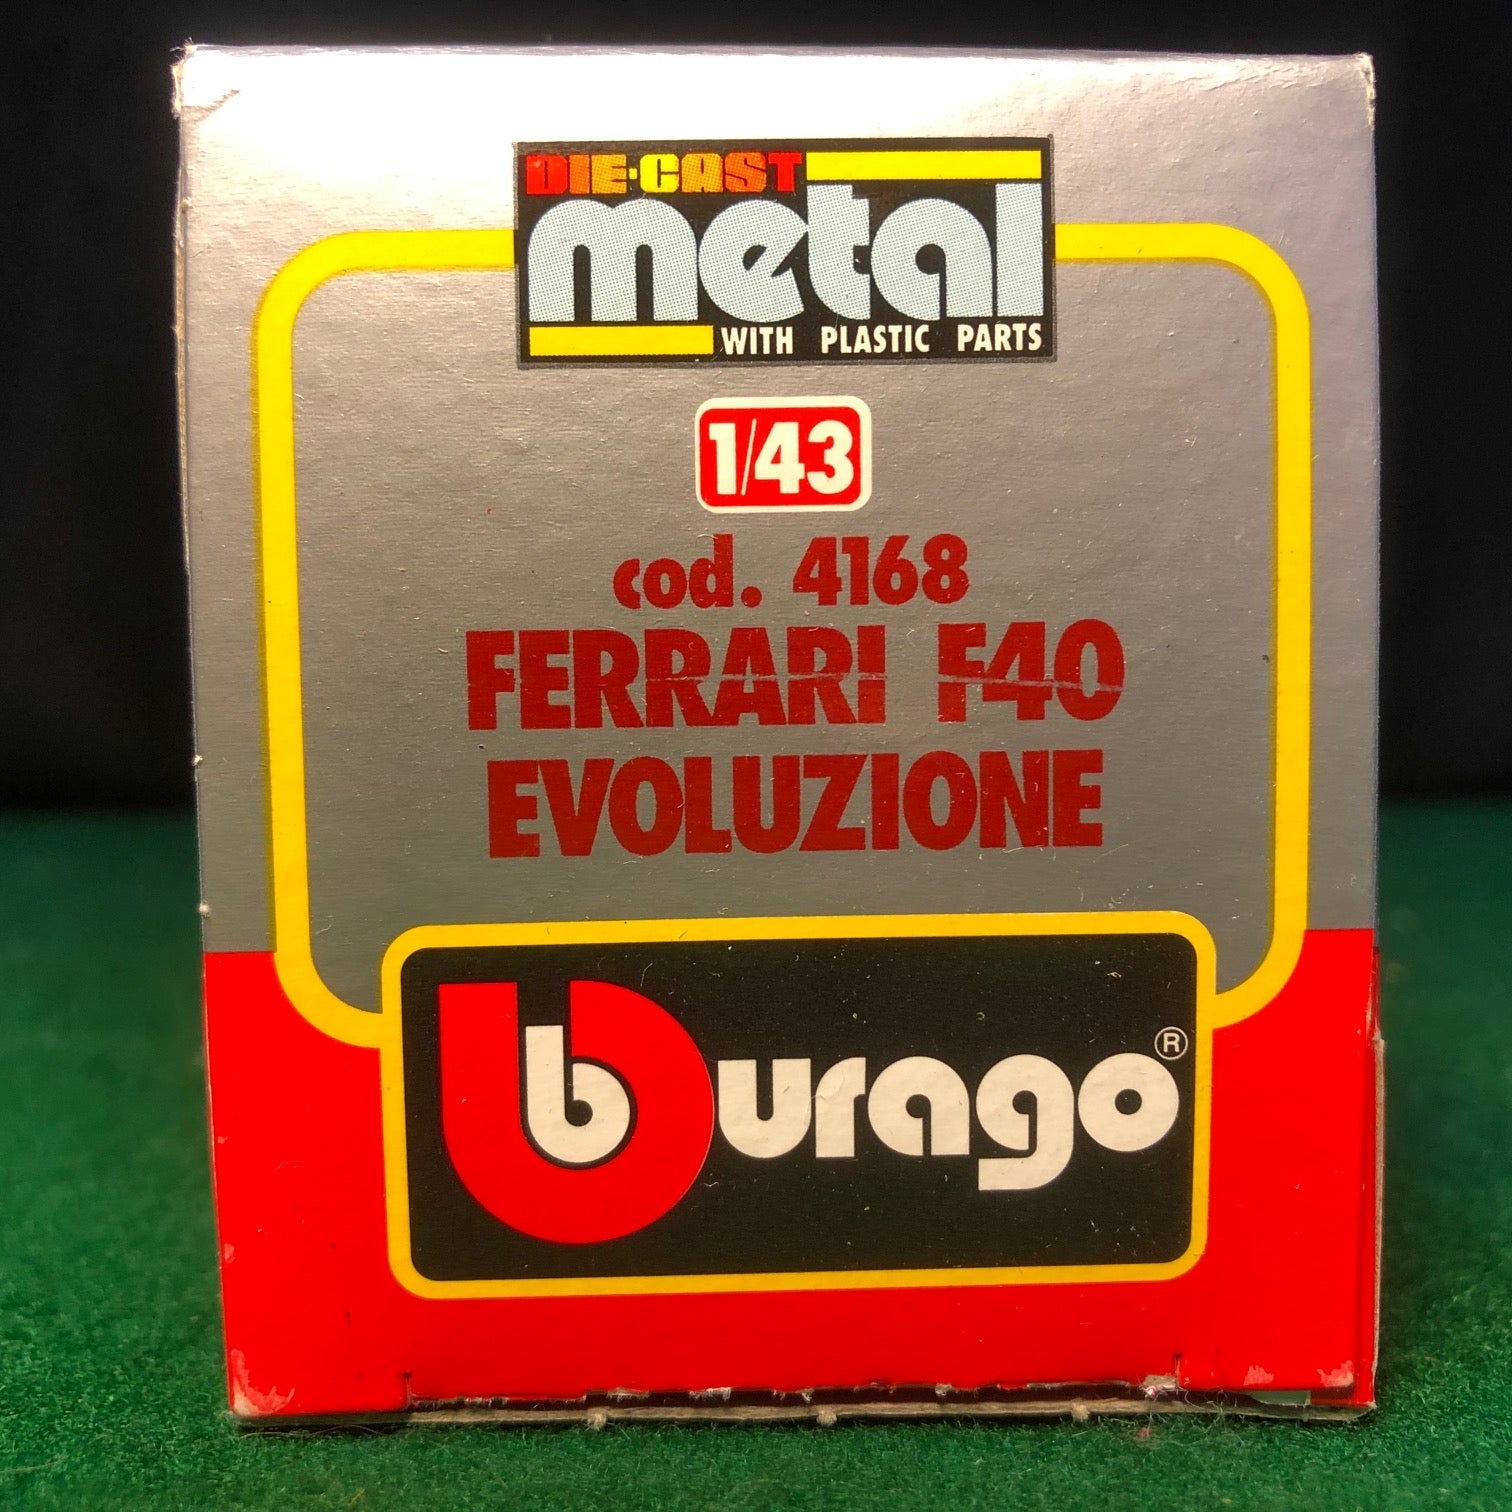 DIE·CAST
metal
WITH PLASTIC PARTS
1/43
cod. 4168
FERRARI F40
EVOLUZIONE
burago ®